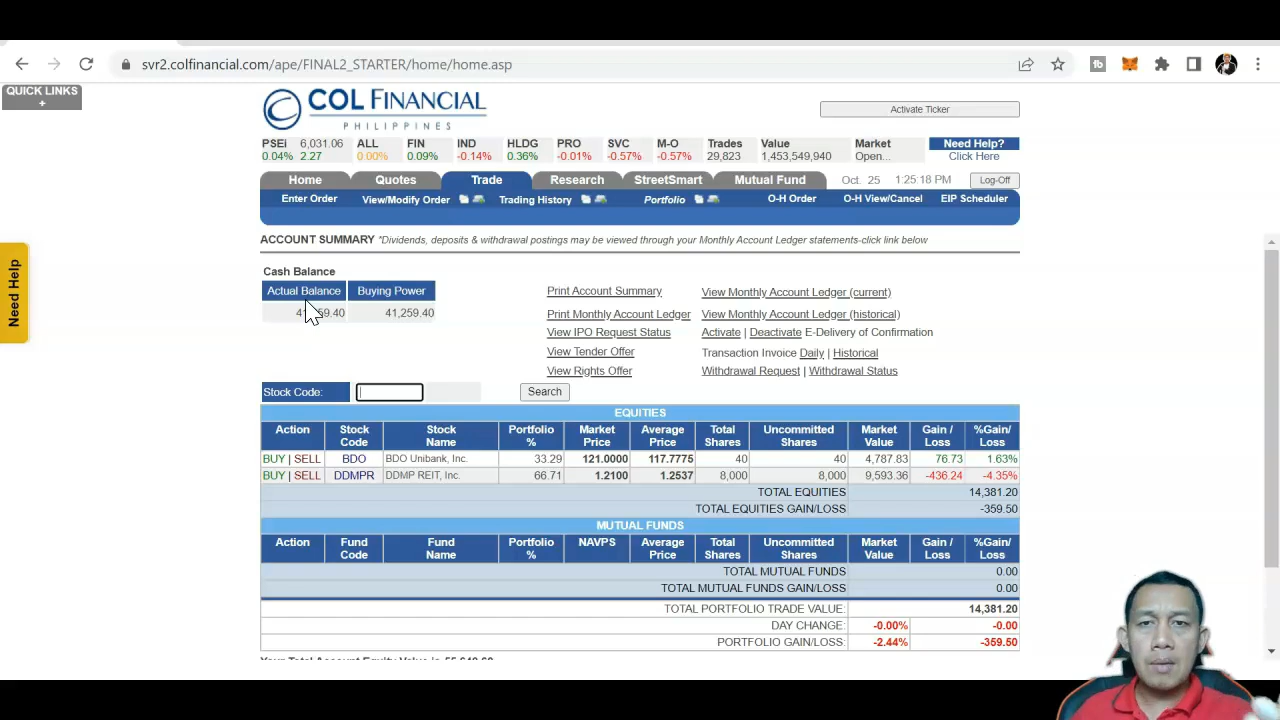 svr2.colfinancial.com/ape/FINAL2_STARTER/home/home.asp
QUICK LINKS
+
COL FINANCIAL
PHILIPPINES
Activate Ticker
PSEi 6,031.06 ALL FIN IND HLDG PRO SVC M-O Trades Value Market Need Help?
0.04% 2.27 0.00% 0.09% -0.14% 0.36% -0.01% -0.57% -0.57% 29,823 1,453,549,940 Open... Click Here
Home Quotes Trade Research StreetSmart Mutual Fund Oct. 25 1:25:18 PM Log-Off
Enter Order View/Modify Order Trading History Portfolio O-H Order O-H View/Cancel EIP Scheduler
Need Help
ACCOUNT SUMMARY *Dividends, deposits & withdrawal postings may be viewed through your Monthly Account Ledger statements-click link below
Cash Balance
Actual Balance Buying Power
41,259.40
Print Account Summary View Monthly Account Ledger (current)
Print Monthly Account Ledger View Monthly Account Ledger (historical)
View IPO Request Status Activate | Deactivate E-Delivery of Confirmation
View Tender Offer Transaction Invoice Daily | Historical
View Rights Offer Withdrawal Request | Withdrawal Status
Stock Code: Search
EQUITIES
Action Stock Code Stock Name Portfolio % Market Price Average Price Total Shares Uncommitted Shares Market Value Gain / Loss %Gain/ Loss
BUY | SELL BDO BDO Unibank, Inc. 33.29 121.0000 117.7775 40 40 4,787.83 76.73 1.63%
BUY | SELL DDMPR DDMP REIT, Inc. 66.71 1.2100 1.2537 8,000 8,000 9,593.36 -436.24 -4.35%
TOTAL EQUITIES 14,381.20
TOTAL EQUITIES GAIN/LOSS -359.50
MUTUAL FUNDS
Action Fund Code Fund Name Portfolio % NAVPS Average Price Total Shares Uncommitted Shares Market Value Gain / Loss %Gain/ Loss
TOTAL MUTUAL FUNDS 0.00
TOTAL MUTUAL FUNDS GAIN/LOSS 0.00
TOTAL PORTFOLIO TRADE VALUE: 14,381.20
DAY CHANGE: -0.00% -0.00
PORTFOLIO GAIN/LOSS: -2.44% -359.50
Your Total Account Equity Value is